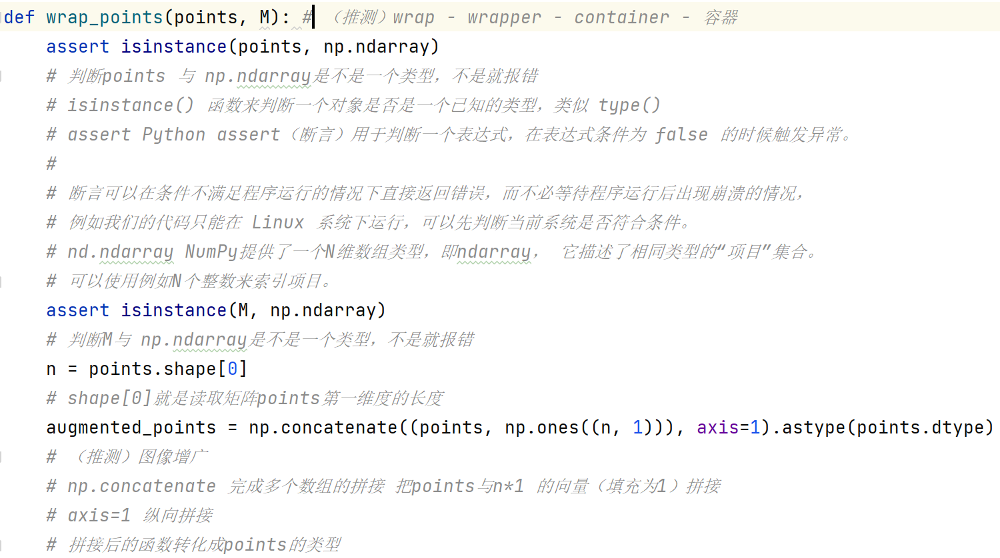 def wrap_points(points, M): # （推测）wrap - wrapper - container - 容器
assert isinstance(points, np.ndarray)
# 判断points 与 np.ndarray是不是一个类型，不是就报错
# isinstance() 函数来判断一个对象是否是一个已知的类型，类似 type()
# assert Python assert（断言）用于判断一个表达式，在表达式条件为 false 的时候触发异常。
#
# 断言可以在条件不满足程序运行的情况下直接返回错误，而不必等待程序运行后出现崩溃的情况，
# 例如我们的代码只能在 Linux 系统下运行，可以先判断当前系统是否符合条件。
# nd.ndarray NumPy提供了一个N维数组类型，即ndarray， 它描述了相同类型的“项目”集合。
# 可以使用例如N个整数来索引项目。
assert isinstance(M, np.ndarray)
# 判断M与 np.ndarray是不是一个类型，不是就报错
n = points.shape[0]
# shape[0]就是读取矩阵points第一维度的长度
augmented_points = np.concatenate((points, np.ones((n, 1))), axis=1).astype(points.dtype)
# （推测）图像增广
# np.concatenate 完成多个数组的拼接 把points与n*1 的向量（填充为1）拼接
# axis=1 纵向拼接
# 拼接后的函数转化成points的类型